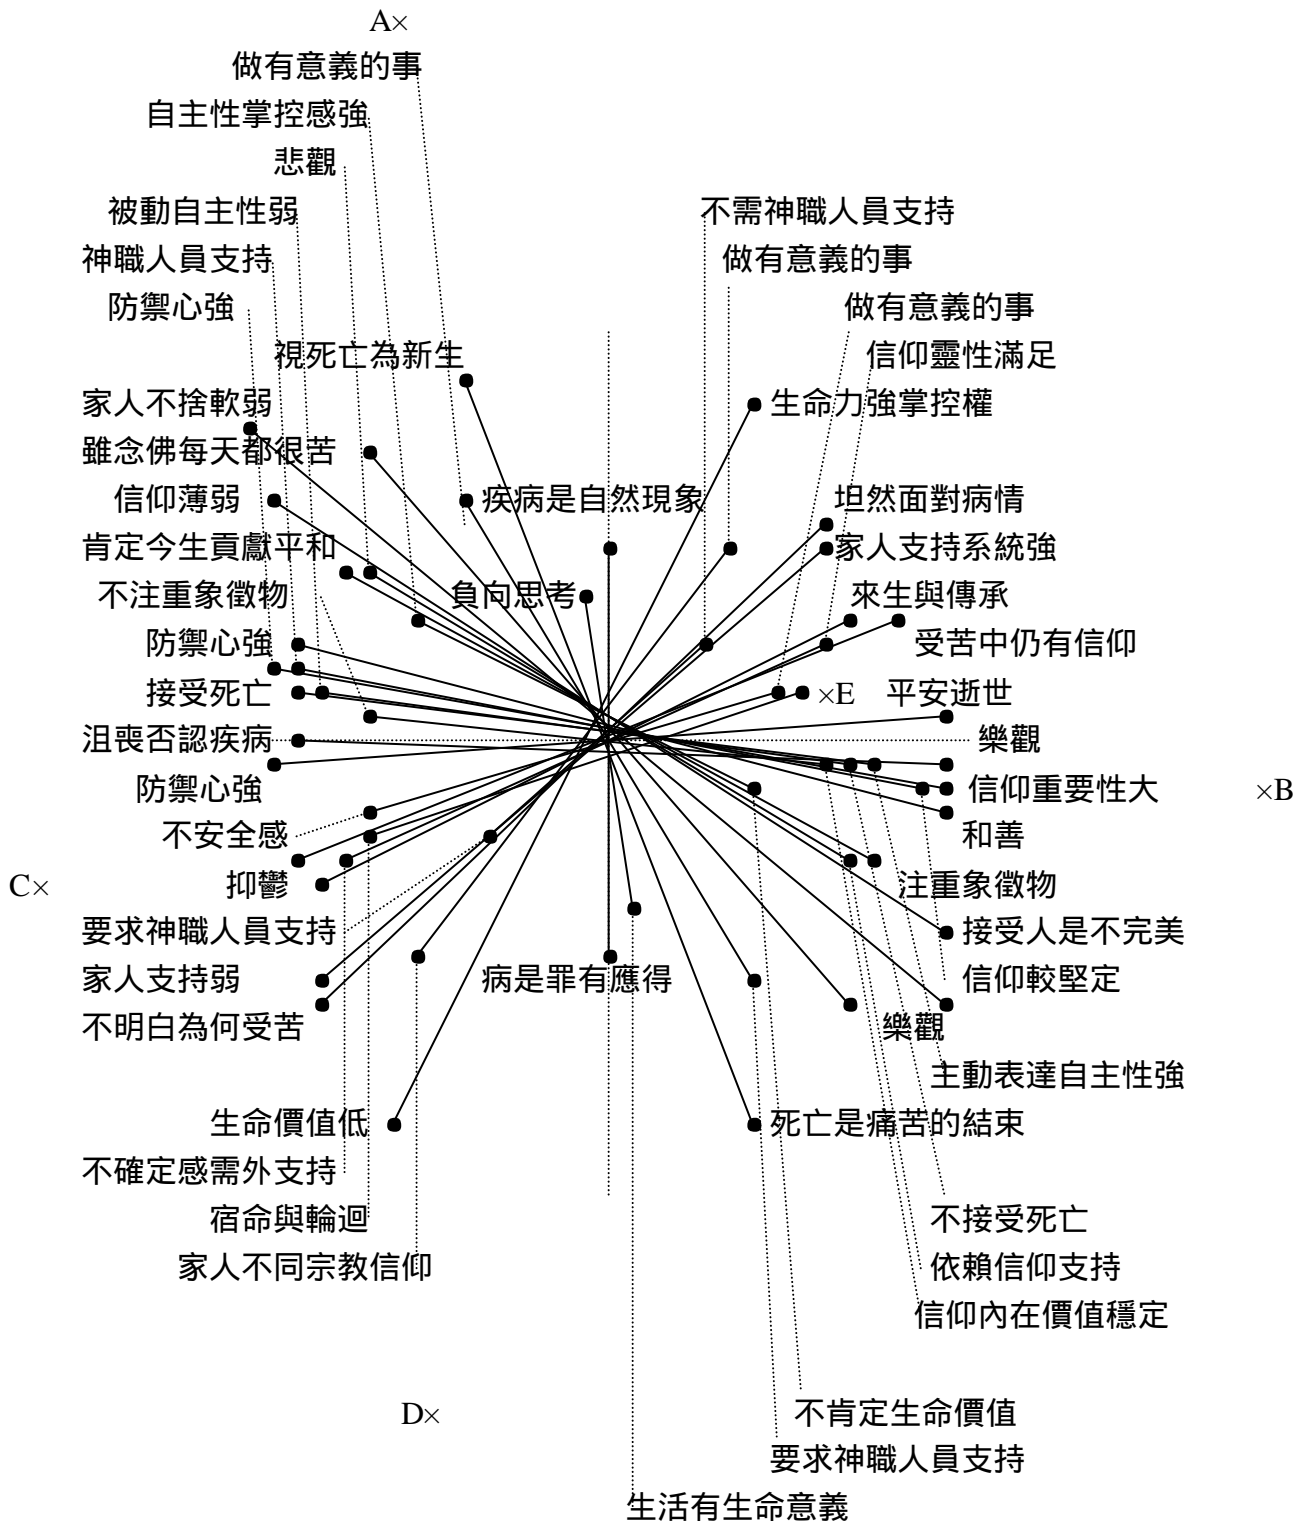 A×
做有意義的事
自主性掌控感強
悲觀
被動自主性弱
不需神職人員支持
神職人員支持
做有意義的事
防禦心強
做有意義的事
視死亡為新生
信仰靈性滿足
家人不捨軟弱
生命力強掌控權
雖念佛每天都很苦
信仰薄弱
疾病是自然現象
坦然面對病情
肯定今生貢獻平和
家人支持系統強
不注重象徵物
負向思考
來生與傳承
防禦心強
受苦中仍有信仰
接受死亡
×E
平安逝世
沮喪否認疾病
樂觀
防禦心強
信仰重要性大
×B
不安全感
和善
C×
抑鬱
注重象徵物
要求神職人員支持
接受人是不完美
家人支持弱
病是罪有應得
信仰較堅定
不明白為何受苦
樂觀
主動表達自主性強
生命價值低
死亡是痛苦的結束
不確定感需外支持
宿命與輪迴
不接受死亡
家人不同宗教信仰
依賴信仰支持
信仰內在價值穩定
D×
不肯定生命價值
要求神職人員支持
生活有生命意義